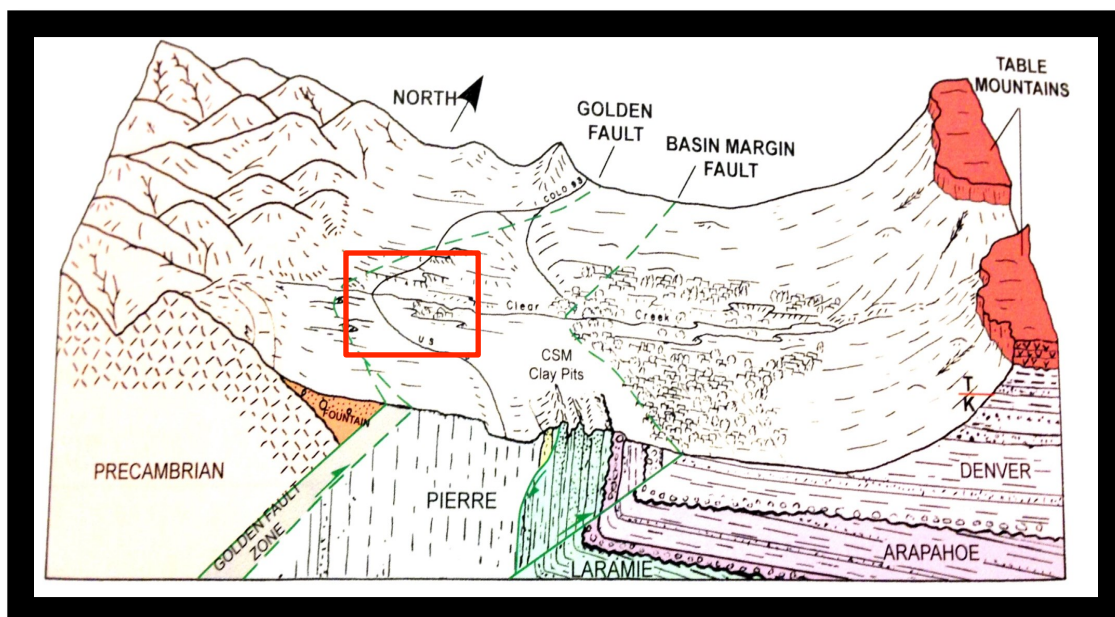 NORTH
GOLDEN
FAULT
BASIN MARGIN
FAULT
TABLE
MOUNTAINS
COLO 93
Clear
Creek
U S
CSM
Clay Pits
T
K
FOUNTAIN
PRECAMBRIAN
GOLDEN FAULT
ZONE
PIERRE
LARAMIE
DENVER
ARAPAHOE